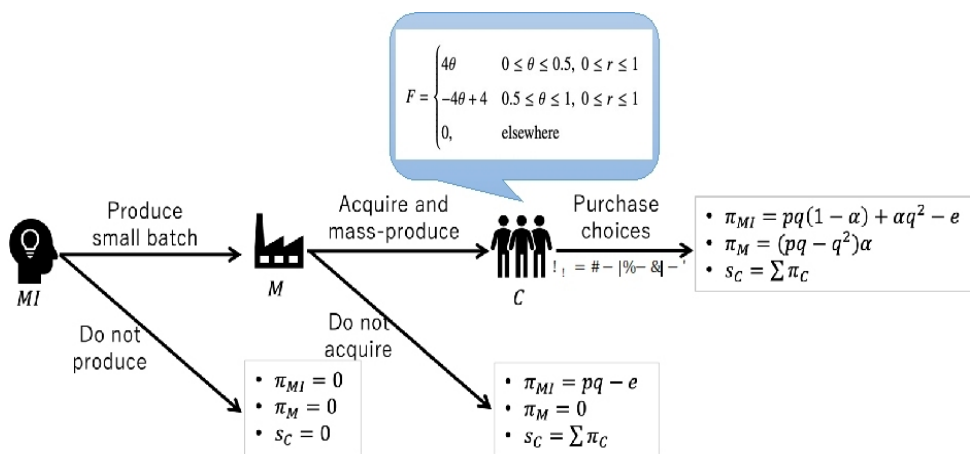 F = { 4θ 0 ≤ θ ≤ 0.5, 0 ≤ r ≤ 1
−4θ + 4 0.5 ≤ θ ≤ 1, 0 ≤ r ≤ 1
0, elsewhere
Produce
small batch
Acquire and
mass-produce
Purchase
choices
! ! = # − |% − &| − '
• π_MI = pq(1 − α) + αq² − e
• π_M = (pq − q²)α
• s_C = ∑ π_C
MI
M
C
Do not
produce
Do not
acquire
• π_MI = 0
• π_M = 0
• s_C = 0
• π_MI = pq − e
• π_M = 0
• s_C = ∑ π_C